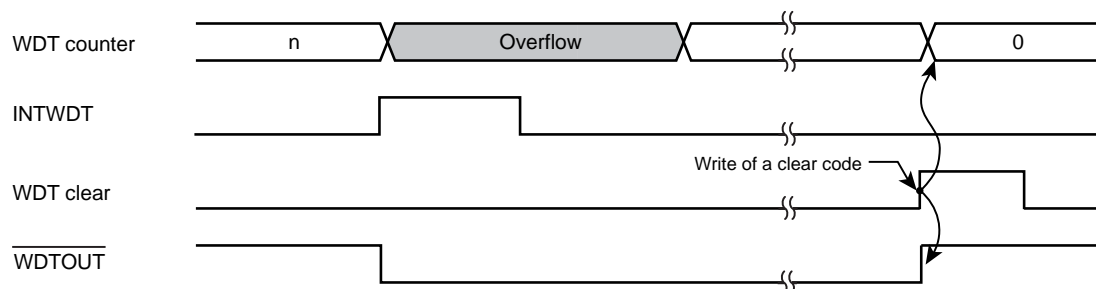 WDT counter n Overflow 0
INTWDT
Write of a clear code
WDT clear
WDTOUT